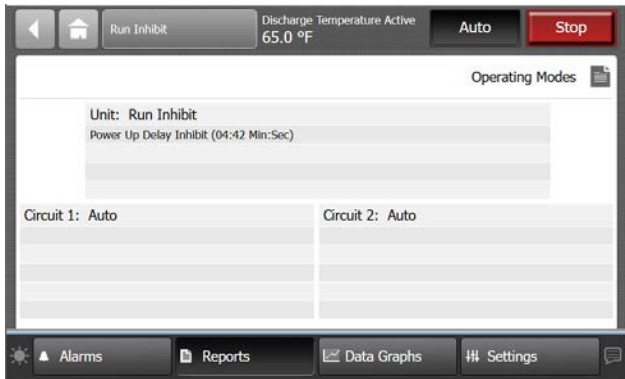 Run Inhibit
Discharge Temperature Active
65.0 ºF
Auto
Stop
Operating Modes
Unit: Run Inhibit
Power Up Delay Inhibit (04:42 Min:Sec)
Circuit 1: Auto
Circuit 2: Auto
Alarms
Reports
Data Graphs
Settings